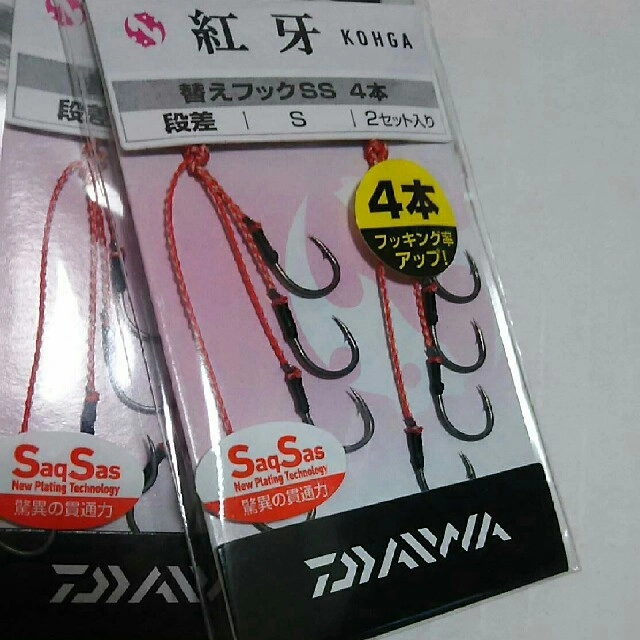 紅牙 KOHGA
替えフックSS 4本
段差 S 2セット入り
4本
フッキング率
アップ!
SaqSas
New Plating Technology
驚異の貫通力
DAIWA
段差
SaqSas
New Plating Technology
驚異の貫通力
DAIWA